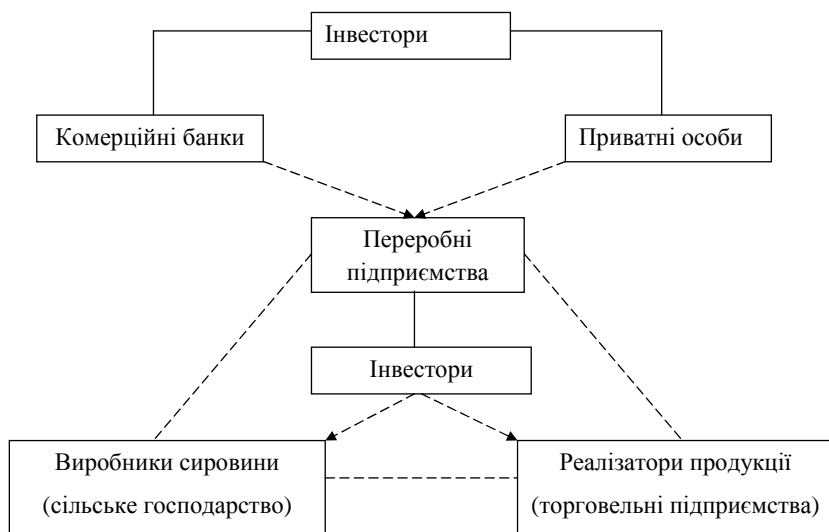 Інвестори
Комерційні банки
Приватні особи
Переробні
підприємства
Інвестори
Виробники сировини
(сільське господарство)
Реалізатори продукції
(торговельні підприємства)